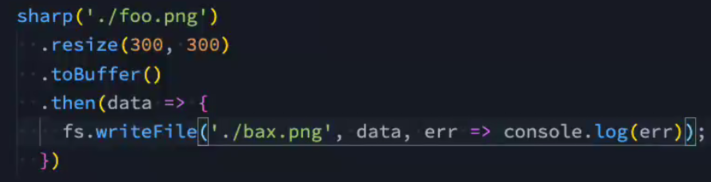 sharp('./foo.png')
.resize(300, 300)
.toBuffer()
.then(data => {
fs.writeFile('./bax.png', data, err => console.log(err));
})